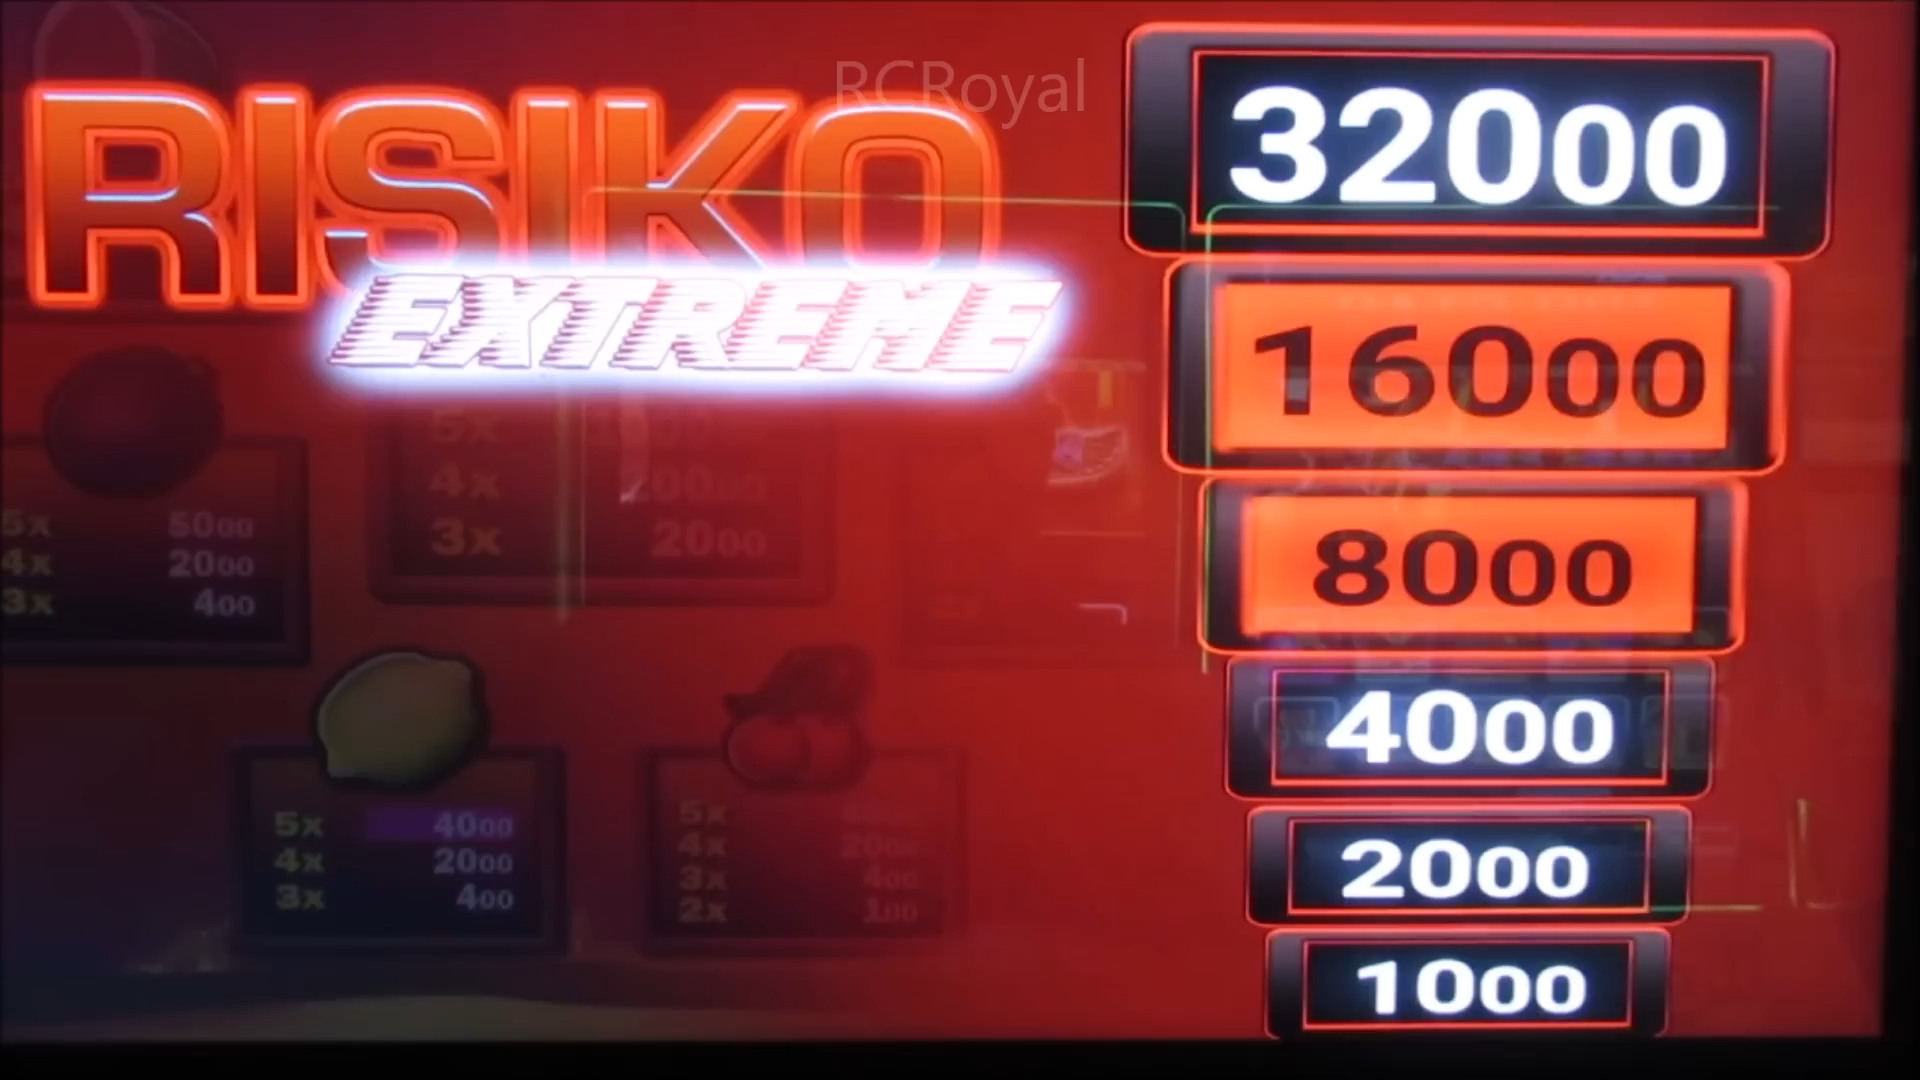 RCRoyal
RISIKO
EXTREME
32000
16000
8000
4000
2000
1000
5x
4x 20000
3x 2000
5x 5000
4x 2000
3x 400
5x 4000
4x 2000
3x 400
5x
4x 2000
3x 400
2x 100